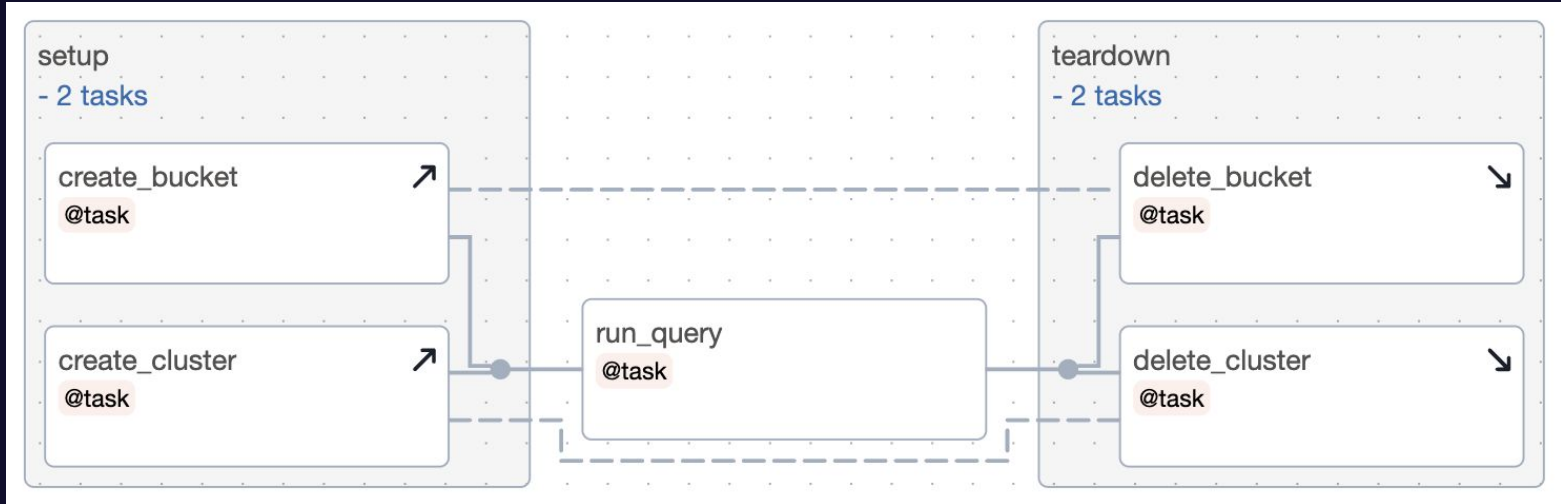 setup
- 2 tasks
create_bucket
@task
create_cluster
@task
run_query
@task
teardown
- 2 tasks
delete_bucket
@task
delete_cluster
@task